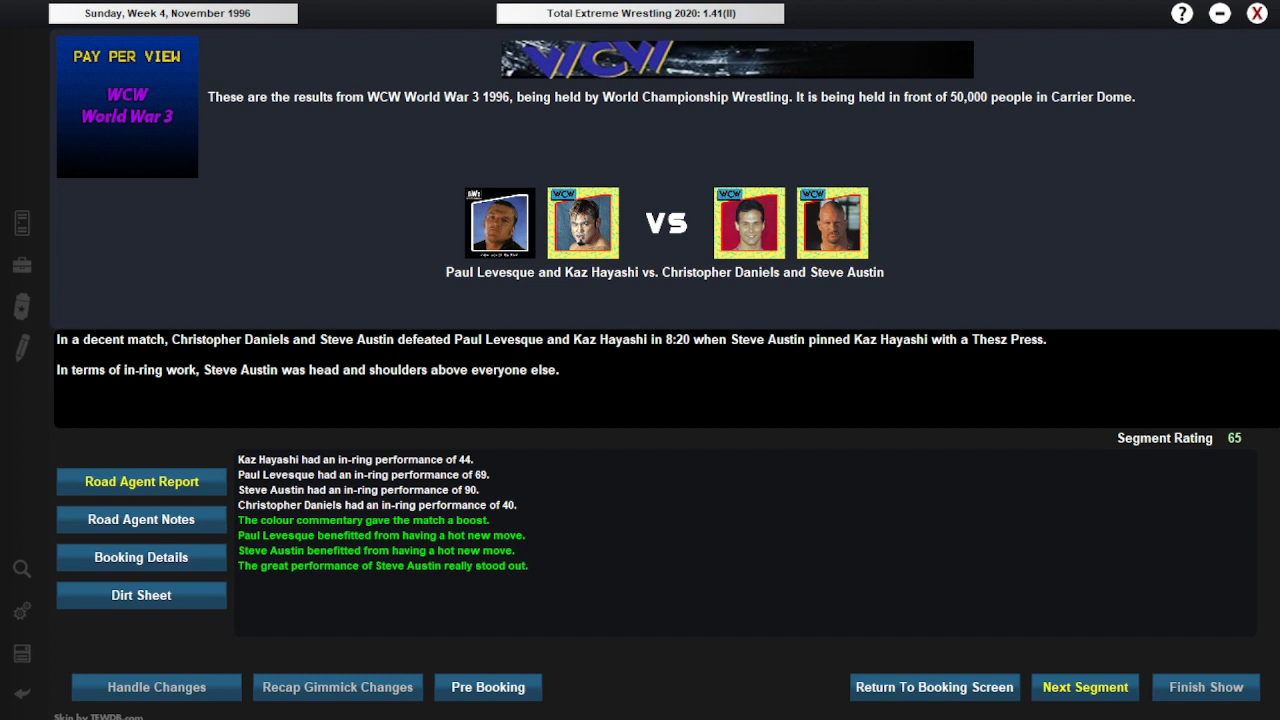 Sunday, Week 4, November 1996
Total Extreme Wrestling 2020: 1.41(II)
?
X
PAY PER VIEW
WCW
World War 3
WCW
These are the results from WCW World War 3 1996, being held by World Championship Wrestling. It is being held in front of 50,000 people in Carrier Dome.
WCW
VS
WCW
WCW
Paul Levesque and Kaz Hayashi vs. Christopher Daniels and Steve Austin
In a decent match, Christopher Daniels and Steve Austin defeated Paul Levesque and Kaz Hayashi in 8:20 when Steve Austin pinned Kaz Hayashi with a Thesz Press.
In terms of in-ring work, Steve Austin was head and shoulders above everyone else.
Segment Rating 65
Road Agent Report
Road Agent Notes
Booking Details
Dirt Sheet
Kaz Hayashi had an in-ring performance of 44.
Paul Levesque had an in-ring performance of 69.
Steve Austin had an in-ring performance of 90.
Christopher Daniels had an in-ring performance of 40.
The colour commentary gave the match a boost.
Paul Levesque benefitted from having a hot new move.
Steve Austin benefitted from having a hot new move.
The great performance of Steve Austin really stood out.
Handle Changes
Recap Gimmick Changes
Pre Booking
Return To Booking Screen
Next Segment
Finish Show
Skin by TEWDB.com